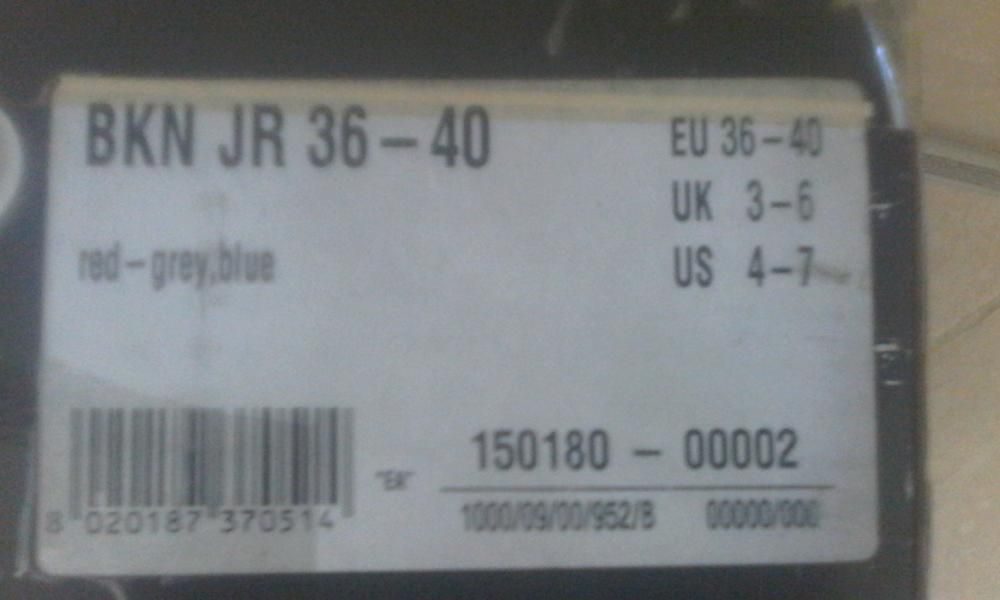 BKN JR 36-40
EU 36-40
UK 3-6
US 4-7
red-grey,blue
150180 - 00002
"EA"
1000/09/00/952/B 00000/000
8 020187 370514